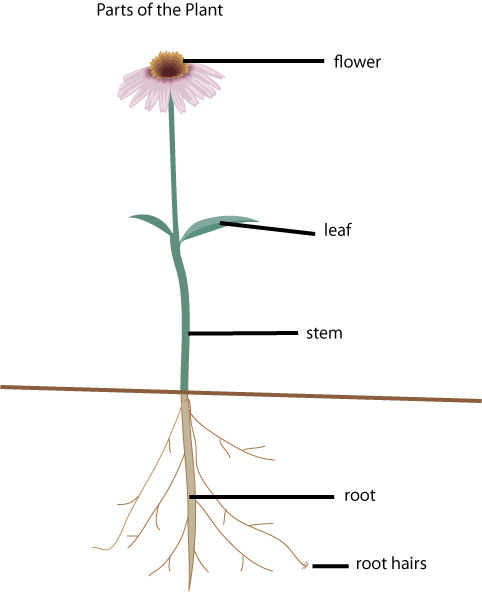 Parts of the Plant
flower
leaf
stem
root
root hairs